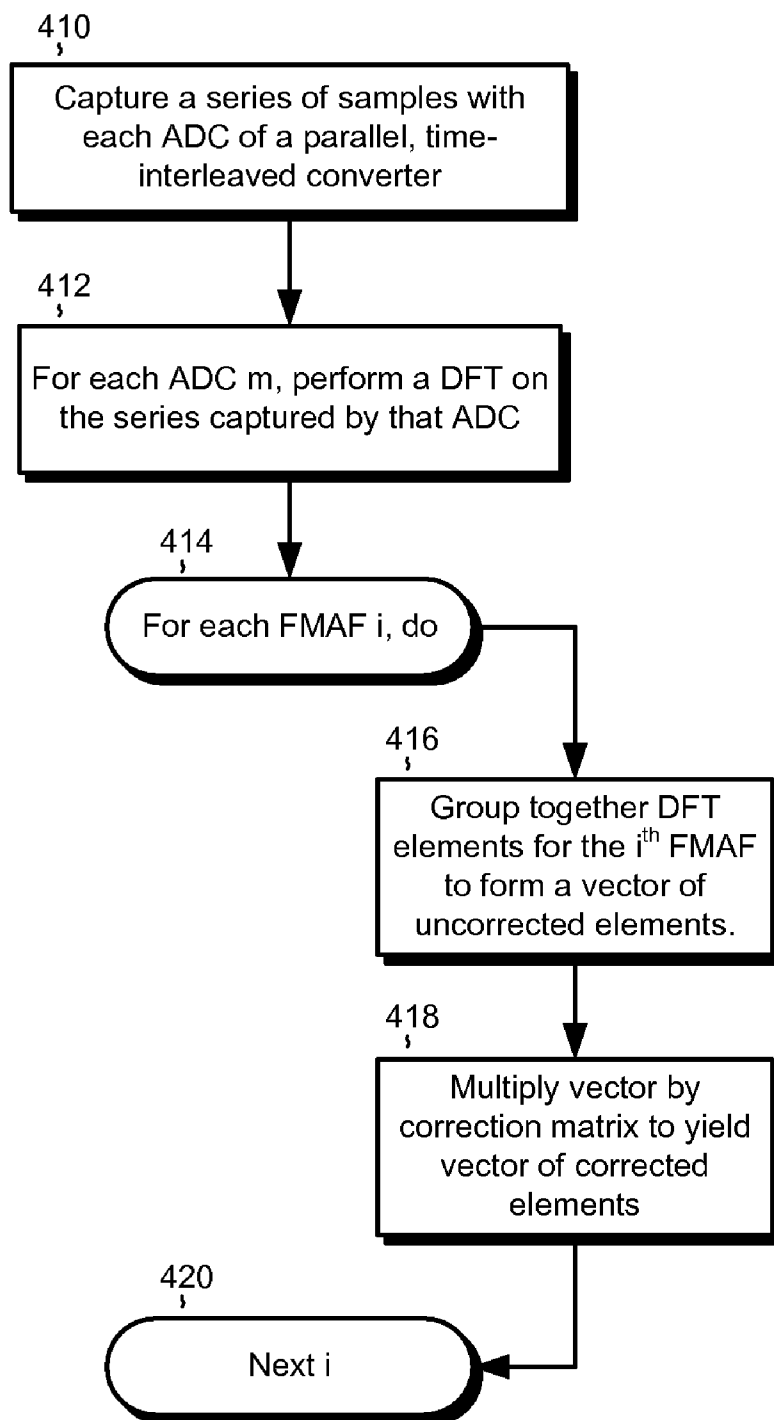 410
Capture a series of samples with
each ADC of a parallel, time-
interleaved converter
412
For each ADC m, perform a DFT on
the series captured by that ADC
414
For each FMAF i, do
416
Group together DFT
elements for the ith FMAF
to form a vector of
uncorrected elements.
418
Multiply vector by
correction matrix to yield
vector of corrected
elements
420
Next i